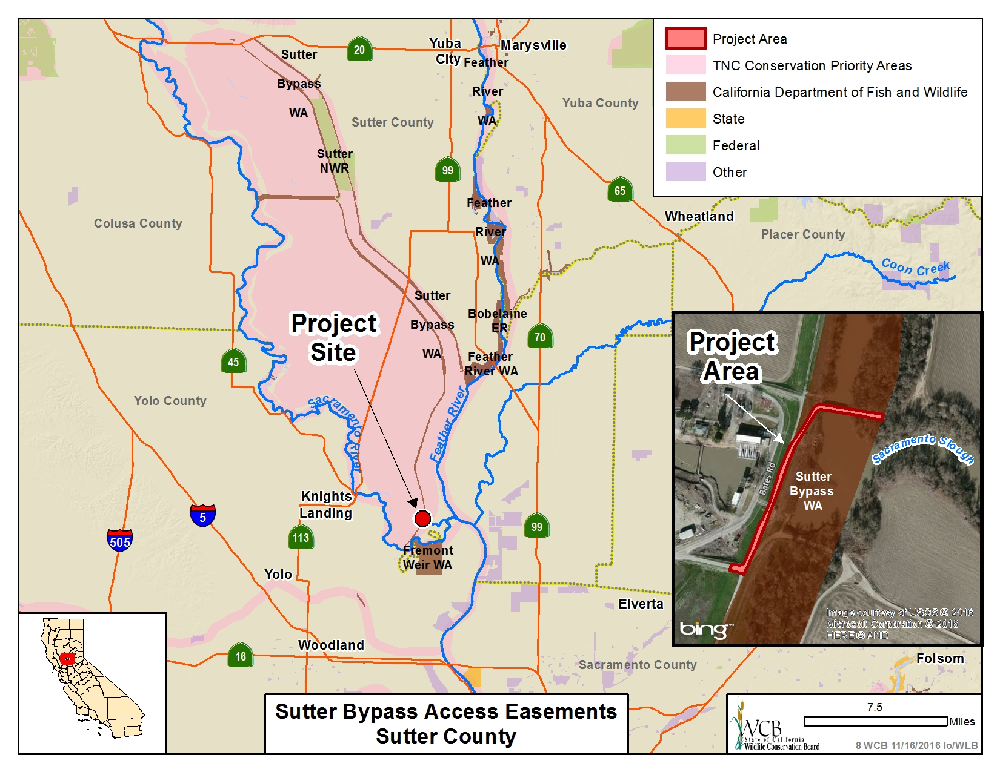 Project Area
TNC Conservation Priority Areas
California Department of Fish and Wildlife
State
Federal
Other
Sutter
Bypass
WA
20
Yuba
City
Marysville
Feather
River
WA
Yuba County
Sutter County
Sutter
NWR
99
65
Feather
River
WA
Wheatland
Placer County
Colusa County
Coon Creek
Sutter
Bypass
WA
Project
Site
Bobelaine
ER
70
Feather
River WA
45
Yolo County
Sacramento River
Feather River
Knights
Landing
5
505
113
99
Fremont
Weir WA
Yolo
Elverta
Woodland
16
Sacramento County
Folsom
Project
Area
Bates Rd
Sutter
Bypass
WA
Sacramento Slough
Image courtesy of USGS © 2016
Microsoft Corporation © 2016
HERE © AND
bing™
Sutter Bypass Access Easements
Sutter County
7.5
Miles
WCB
State of California
Wildlife Conservation Board
8 WCB 11/16/2016 lo/WLB